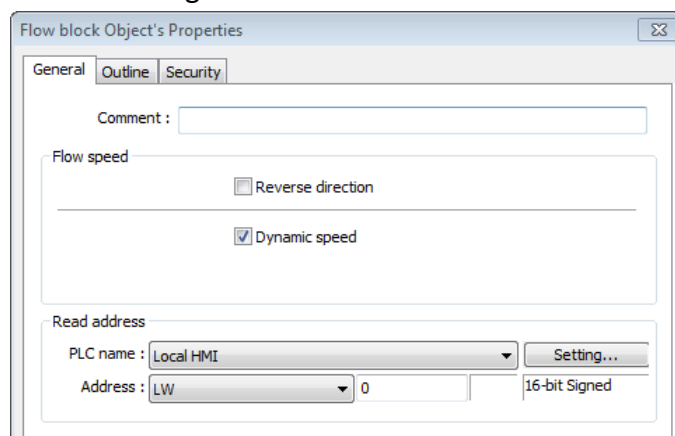 Flow block Object's Properties
General Outline Security
Comment :
Flow speed
Reverse direction
Dynamic speed
Read address
PLC name : Local HMI Setting...
Address : LW 0 16-bit Signed